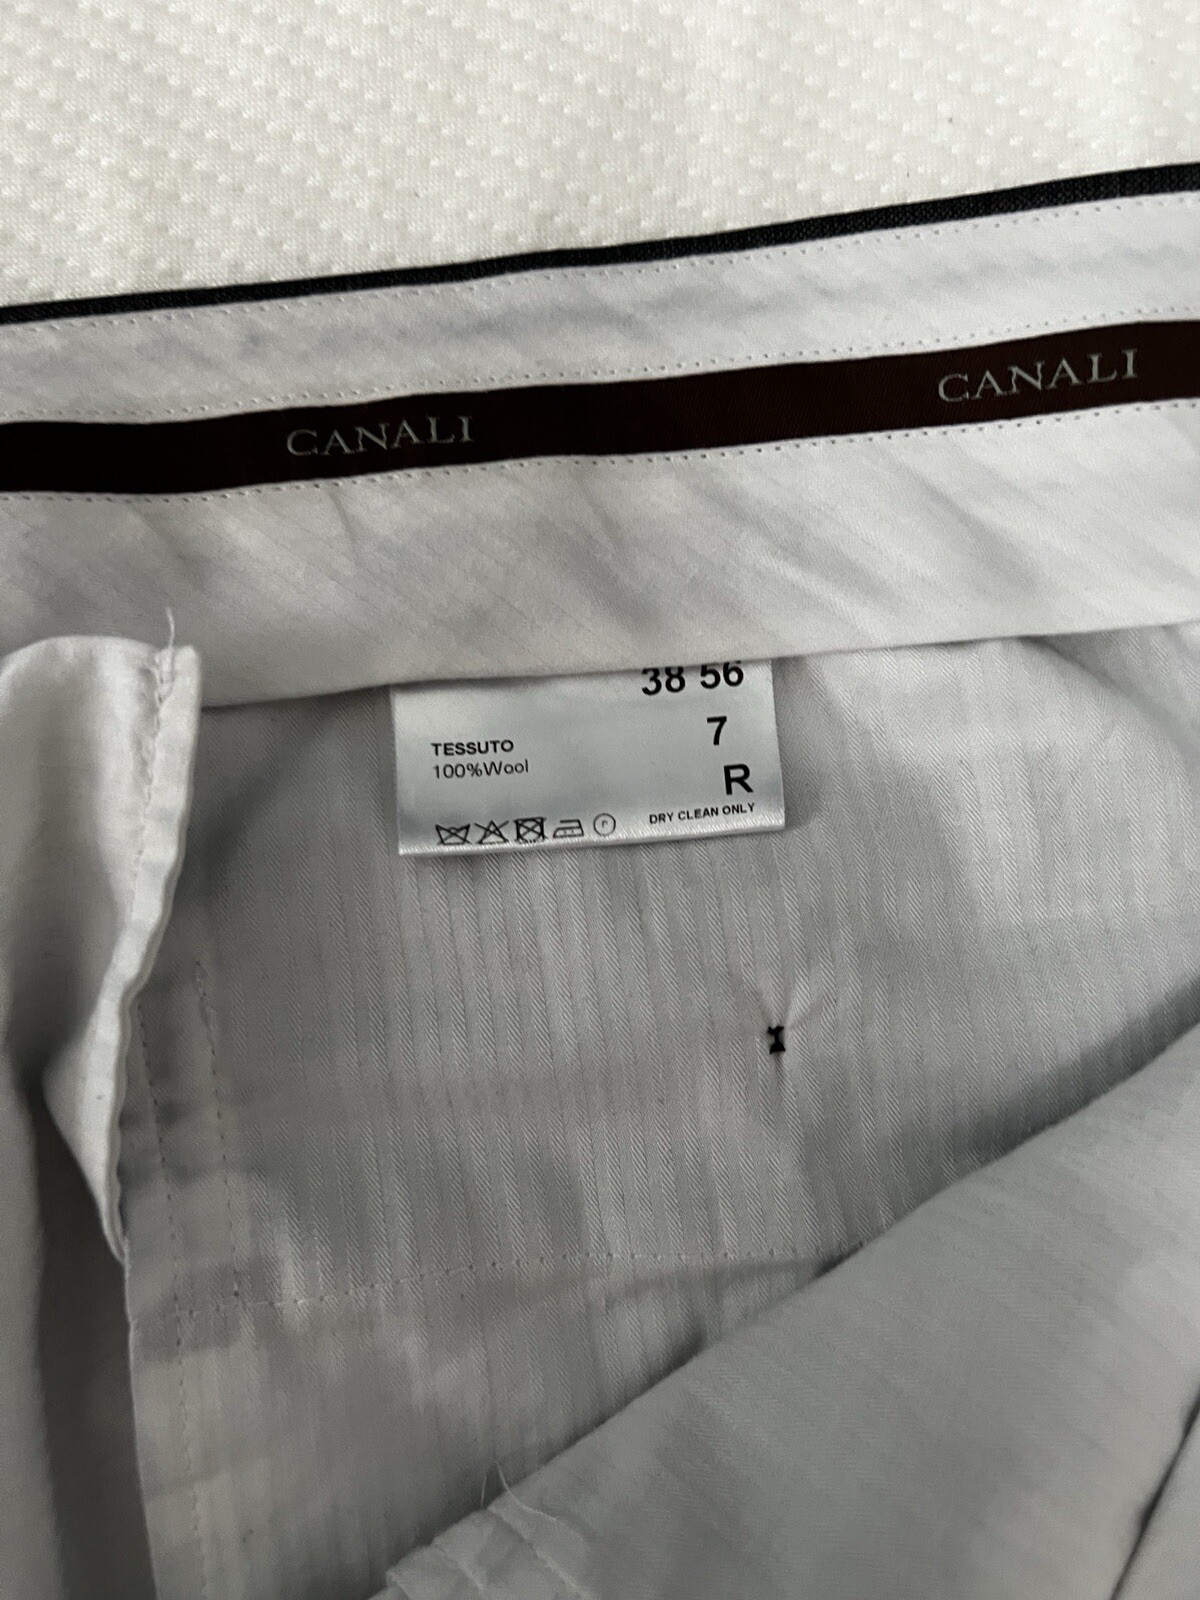 CANALI CANALI
38 56
7
TESSUTO
100%Wool
R
DRY CLEAN ONLY